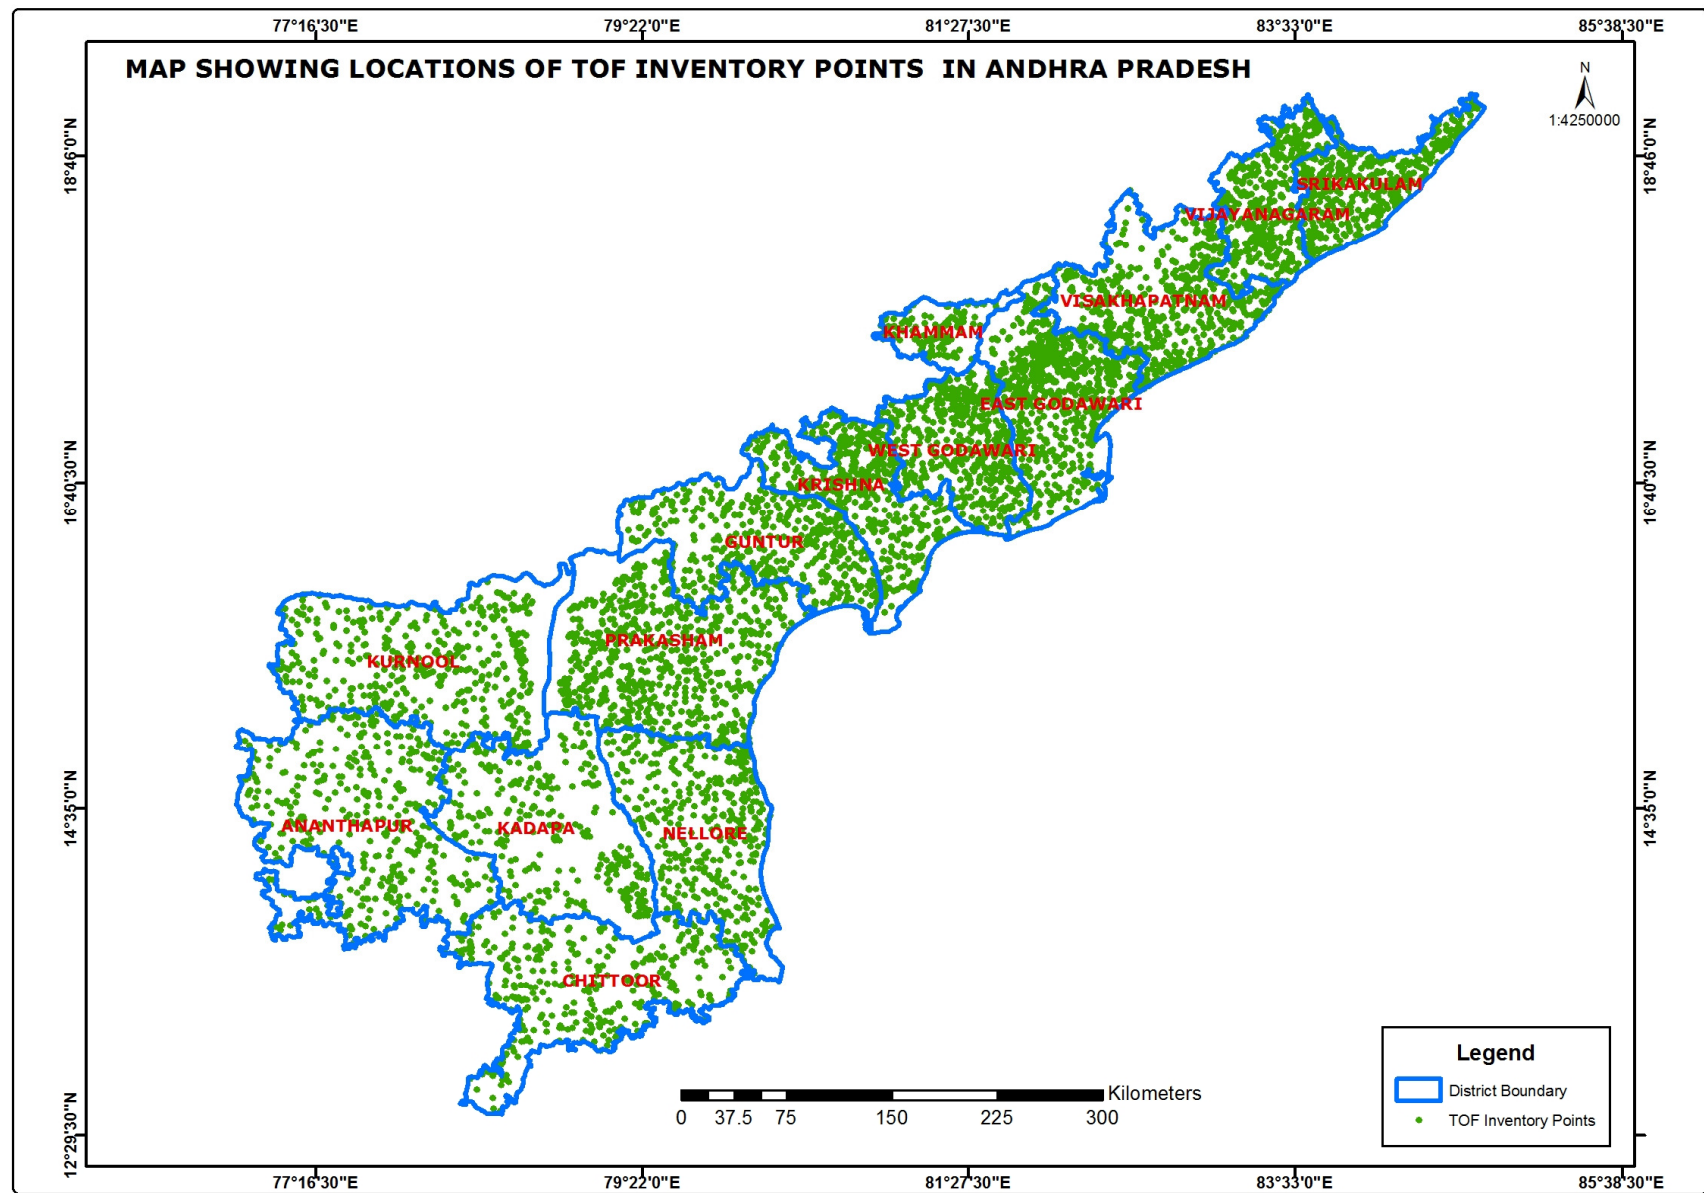 77°16'30"E 79°22'0"E 81°27'30"E 83°33'0"E 85°38'30"E
MAP SHOWING LOCATIONS OF TOF INVENTORY POINTS IN ANDHRA PRADESH
N
1:4250000
18°46'0"N 18°46'0"N
SRIKAKULAM
VIJAYANAGARAM
VISAKHAPATNAM
KHAMMAM
EAST GODAWARI
WEST GODAWARI
16°40'30"N 16°40'30"N
KRISHNA
GUNTUR
PRAKASHAM
KURNOOL
14°35'0"N 14°35'0"N
ANANTHAPUR
KADAPA
NELLORE
CHITTOOR
12°29'30"N
Legend
District Boundary
TOF Inventory Points
Kilometers
0 37.5 75 150 225 300
77°16'30"E 79°22'0"E 81°27'30"E 83°33'0"E 85°38'30"E